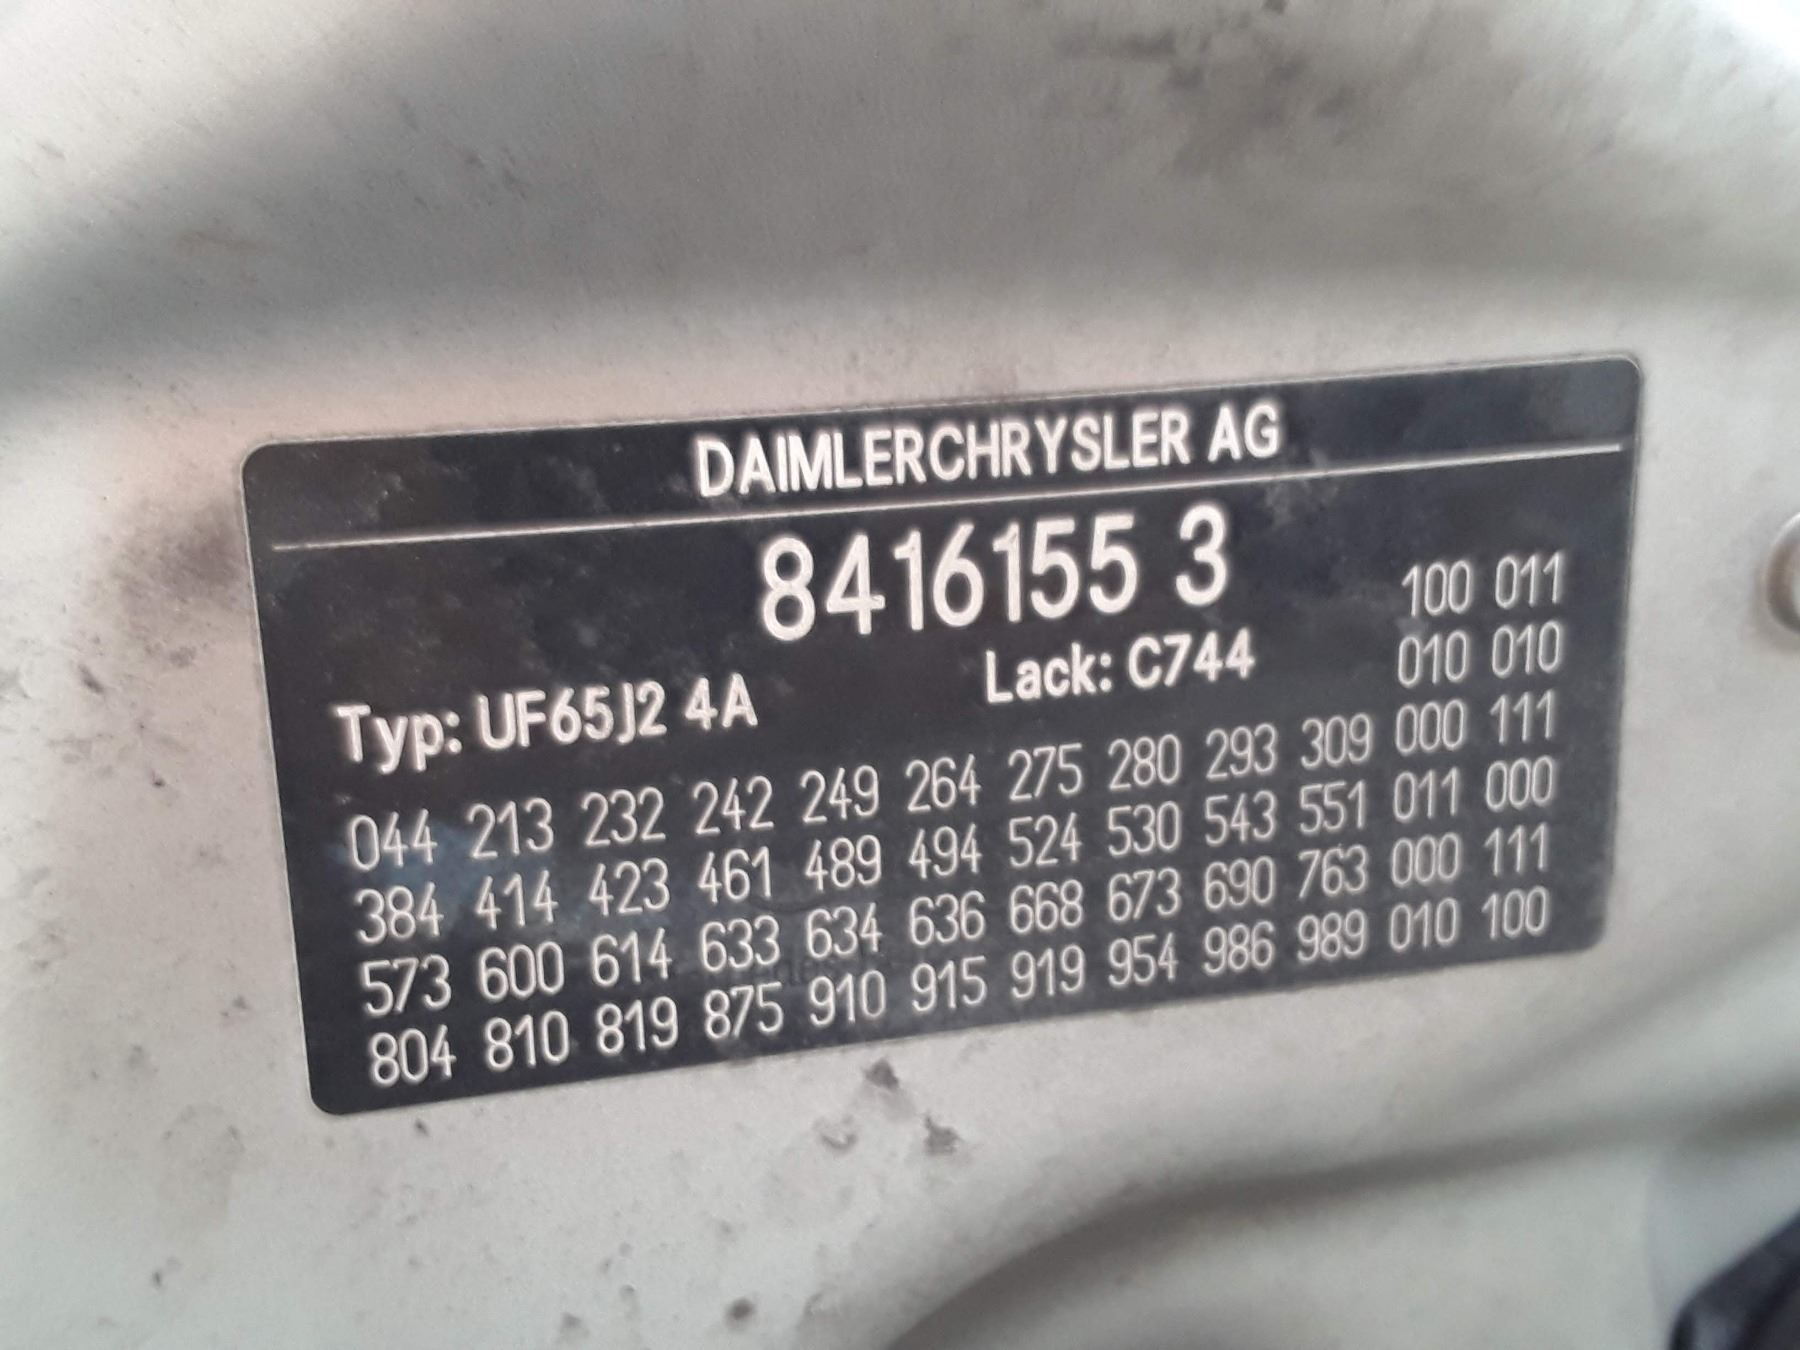 DAIMLERCHRYSLER AG
8416155 3
100 011
Typ: UF65J2 4A Lack: C744 010 010
044 213 232 242 249 264 275 280 293 309 000 111
384 414 423 461 489 494 524 530 543 551 011 000
573 600 614 633 634 636 668 673 690 763 000 111
804 810 819 875 910 915 919 954 986 989 010 100